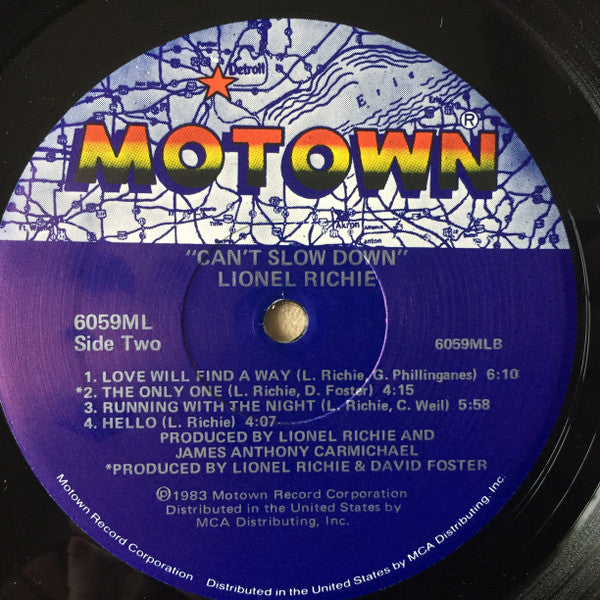 Detroit
Erie
MOTOWN®
Akron
"CAN'T SLOW DOWN"
LIONEL RICHIE
6059ML
Side Two
6059MLB
1. LOVE WILL FIND A WAY (L. Richie, G. Phillinganes) 6:10
*2. THE ONLY ONE (L. Richie, D. Foster) 4:15
3. RUNNING WITH THE NIGHT (L. Richie, C. Weil) 5:58
4. HELLO (L. Richie) 4:07
PRODUCED BY LIONEL RICHIE AND
JAMES ANTHONY CARMICHAEL
*PRODUCED BY LIONEL RICHIE & DAVID FOSTER
℗1983 Motown Record Corporation
Distributed in the United States by
MCA Distributing, Inc.
Motown Record Corporation Distributed in the United States by MCA Distributing, Inc.